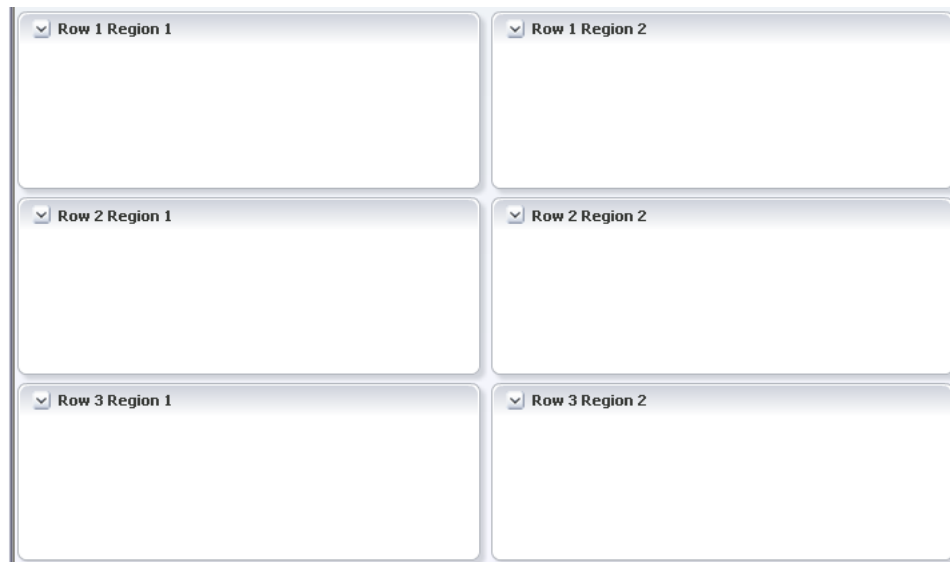 Row 1 Region 1
Row 1 Region 2
Row 2 Region 1
Row 2 Region 2
Row 3 Region 1
Row 3 Region 2